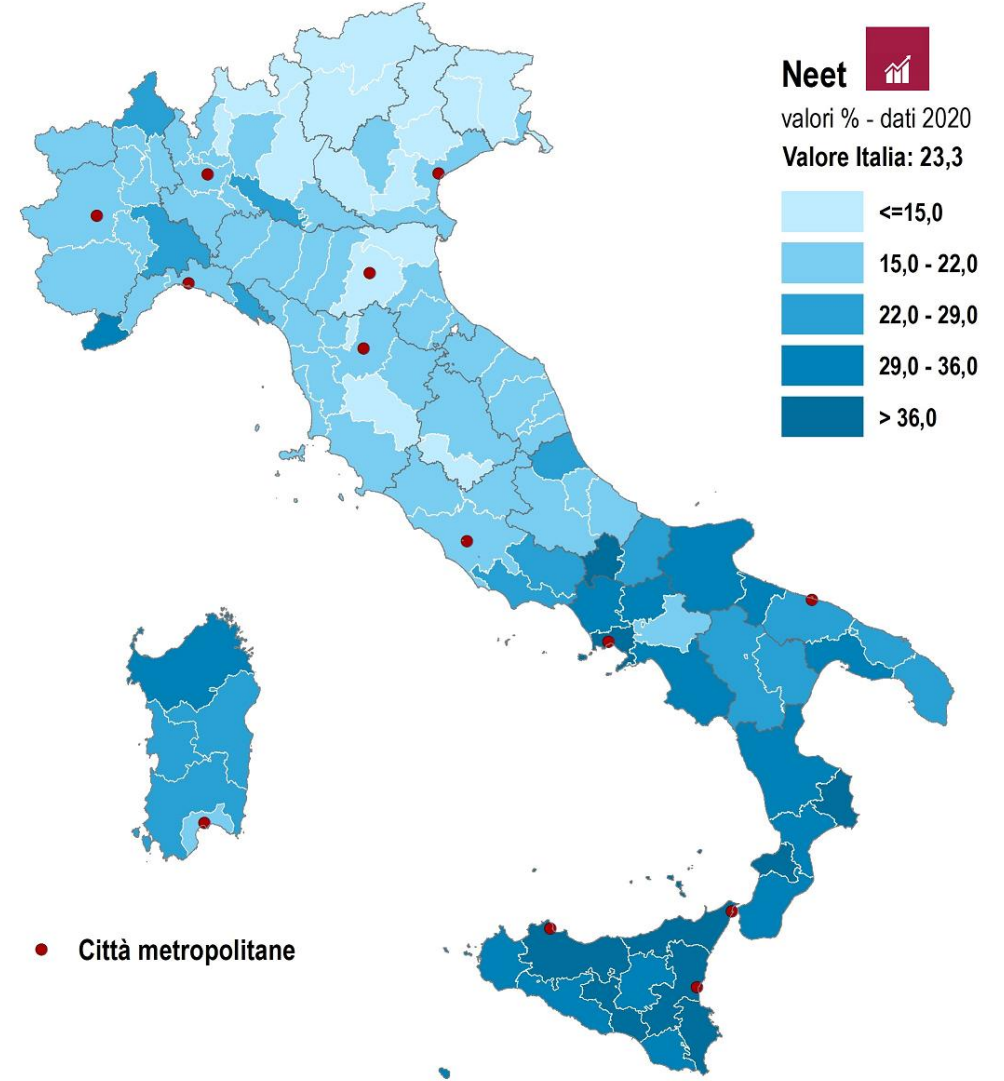 Neet
valori % - dati 2020
Valore Italia: 23,3
<=15,0
15,0 - 22,0
22,0 - 29,0
29,0 - 36,0
> 36,0
Città metropolitane